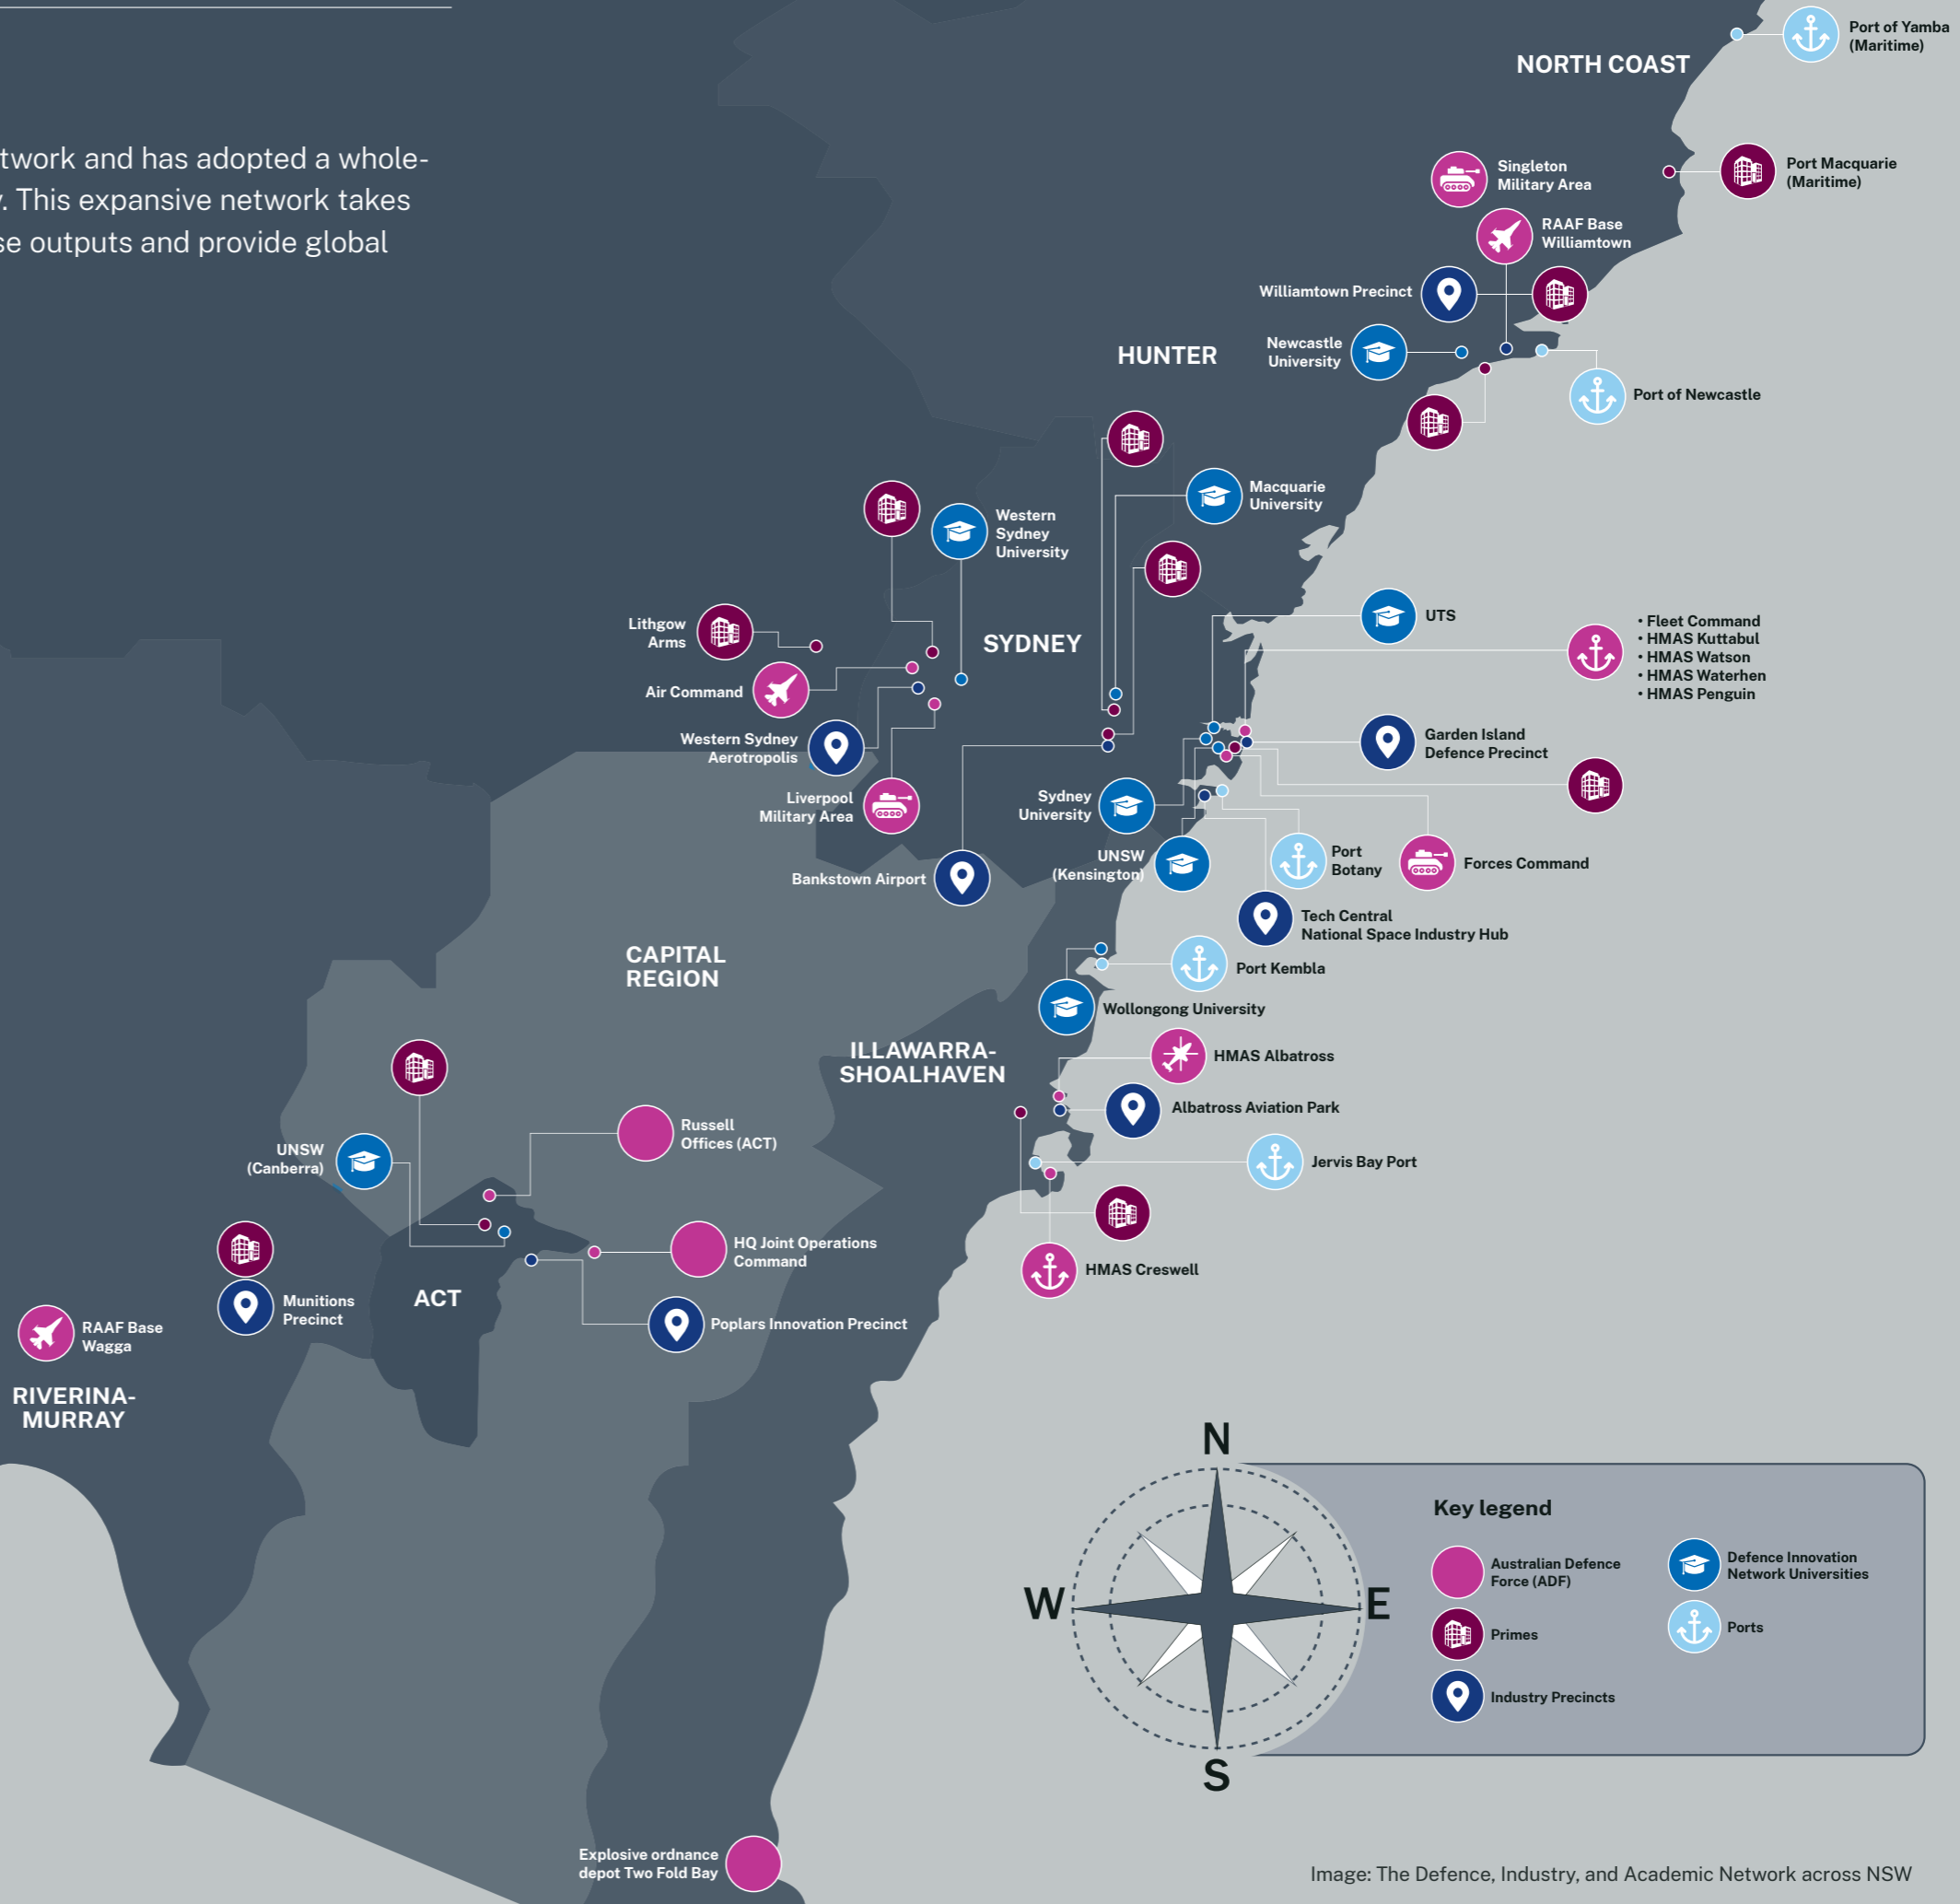 twork and has adopted a whole-
. This expansive network takes
se outputs and provide global
Port of Yamba
(Maritime)
NORTH COAST
Port Macquarie
(Maritime)
Singleton
Military Area
RAAF Base
Williamtown
Williamtown Precinct
Newcastle
University
HUNTER
Port of Newcastle
Macquarie
University
Western
Sydney
University
UTS
• Fleet Command
• HMAS Kuttabul
• HMAS Watson
• HMAS Waterhen
• HMAS Penguin
Lithgow
Arms
SYDNEY
Air Command
Western Sydney
Aerotropolis
Garden Island
Defence Precinct
Liverpool
Military Area
Sydney
University
Bankstown Airport
UNSW
(Kensington)
Port
Botany
Forces Command
Tech Central
National Space Industry Hub
CAPITAL
REGION
Port Kembla
Wollongong University
ILLAWARRA-
SHOALHAVEN
HMAS Albatross
Albatross Aviation Park
Russell
Offices (ACT)
UNSW
(Canberra)
Jervis Bay Port
HQ Joint Operations
Command
HMAS Creswell
ACT
Munitions
Precinct
Poplars Innovation Precinct
RAAF Base
Wagga
RIVERINA-
MURRAY
N
W
E
S
Key legend
Australian Defence
Force (ADF)
Primes
Industry Precincts
Defence Innovation
Network Universities
Ports
Explosive ordnance
depot Two Fold Bay
Image: The Defence, Industry, and Academic Network across NSW